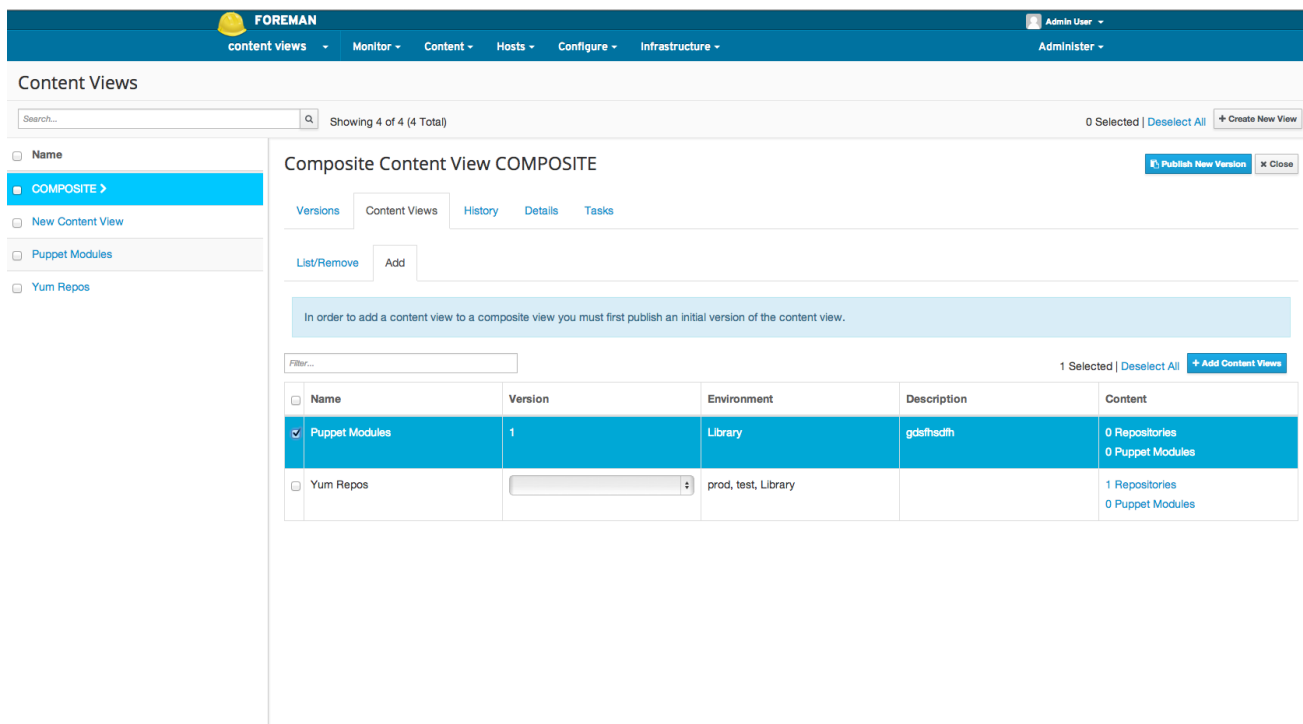 FOREMAN
Admin User
content views Monitor Content Hosts Configure Infrastructure Administer
Content Views
Search... Showing 4 of 4 (4 Total) 0 Selected | Deselect All + Create New View
Name
COMPOSITE
New Content View
Puppet Modules
Yum Repos
Composite Content View COMPOSITE Publish New Version × Close
Versions Content Views History Details Tasks
List/Remove Add
In order to add a content view to a composite view you must first publish an initial version of the content view.
Filter... 1 Selected | Deselect All + Add Content Views
Name Version Environment Description Content
Puppet Modules 1 Library gdsfhsdfh 0 Repositories
0 Puppet Modules
Yum Repos prod, test, Library 1 Repositories
0 Puppet Modules